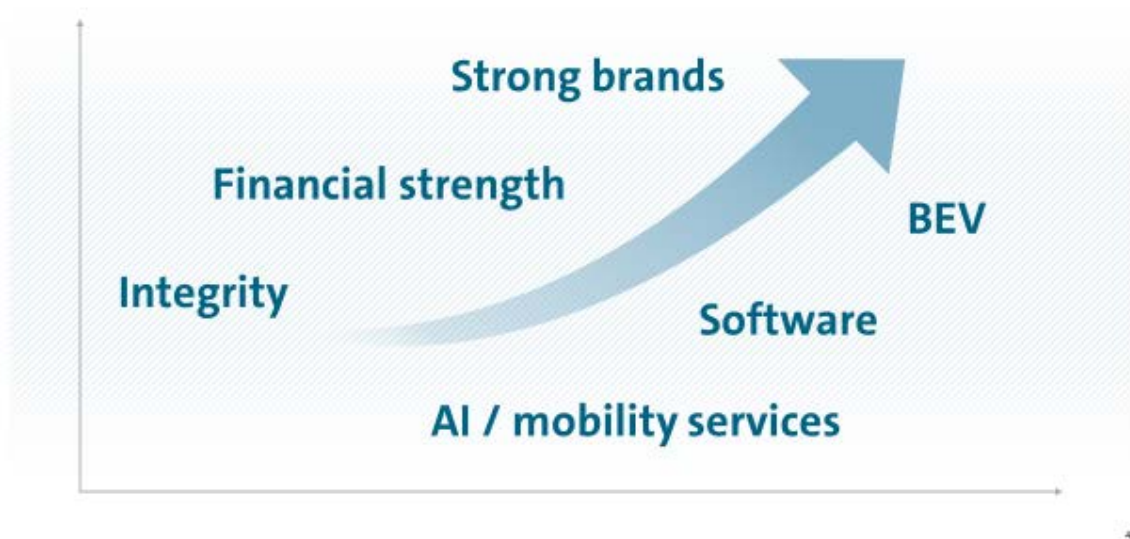 Strong brands
Financial strength
BEV
Integrity
Software
AI / mobility services